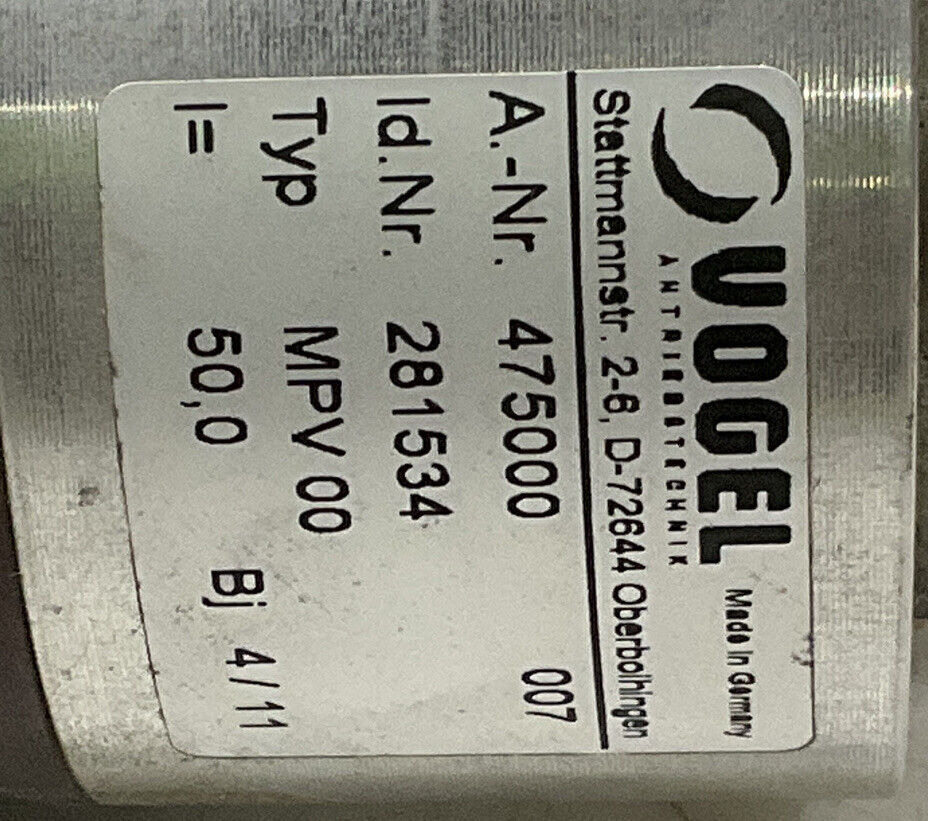 VOGEL Made in Germany
ANTRIEBSTECHNIK
Stattmannstr. 2-6, D-72644 Oberboihingen
A.-Nr. 475000 007
Id.Nr. 281534
Typ MPV 00
I= 50,0 Bj 4/11